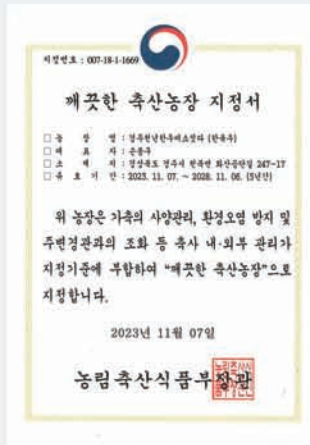 지정번호 : 007-18-1-1669
깨끗한 축산농장 지정서
□ 농 장 명 : 경주천년한우 (한육우)
□ 대 표 자 : 손종우
□ 소 재 지 : 경상북도 경주시 천북면 화산공단길 247-17
□ 유 효 기 간 : 2023. 11. 07. ~ 2028. 11. 06. (5년간)
위 농장은 가축의 사양관리, 환경오염 방지 및
주변경관과의 조화 등 축사 내·외부 관리가
지정기준에 부합하여 “깨끗한 축산농장”으로
지정합니다.
2023년 11월 07일
농림축산식품부장관